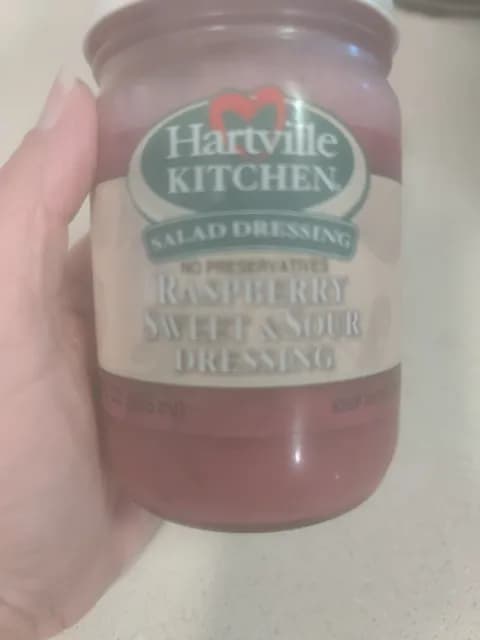 Hartville
KITCHEN
SALAD DRESSING
NO PRESERVATIVES
RASPBERRY
SWEET & SOUR
DRESSING